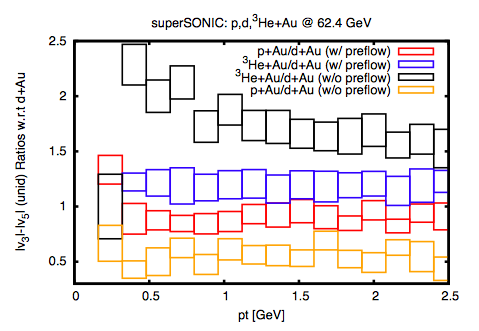 superSONIC: p,d,³He+Au @ 62.4 GeV
p+Au/d+Au (w/ preflow)
³He+Au/d+Au (w/ preflow)
³He+Au/d+Au (w/o preflow)
p+Au/d+Au (w/o preflow)
|v₃|-|v₅| (unid) Ratios w.r.t d+Au
2.5
2
1.5
1
0.5
0 0.5 1 1.5 2 2.5
pt [GeV]